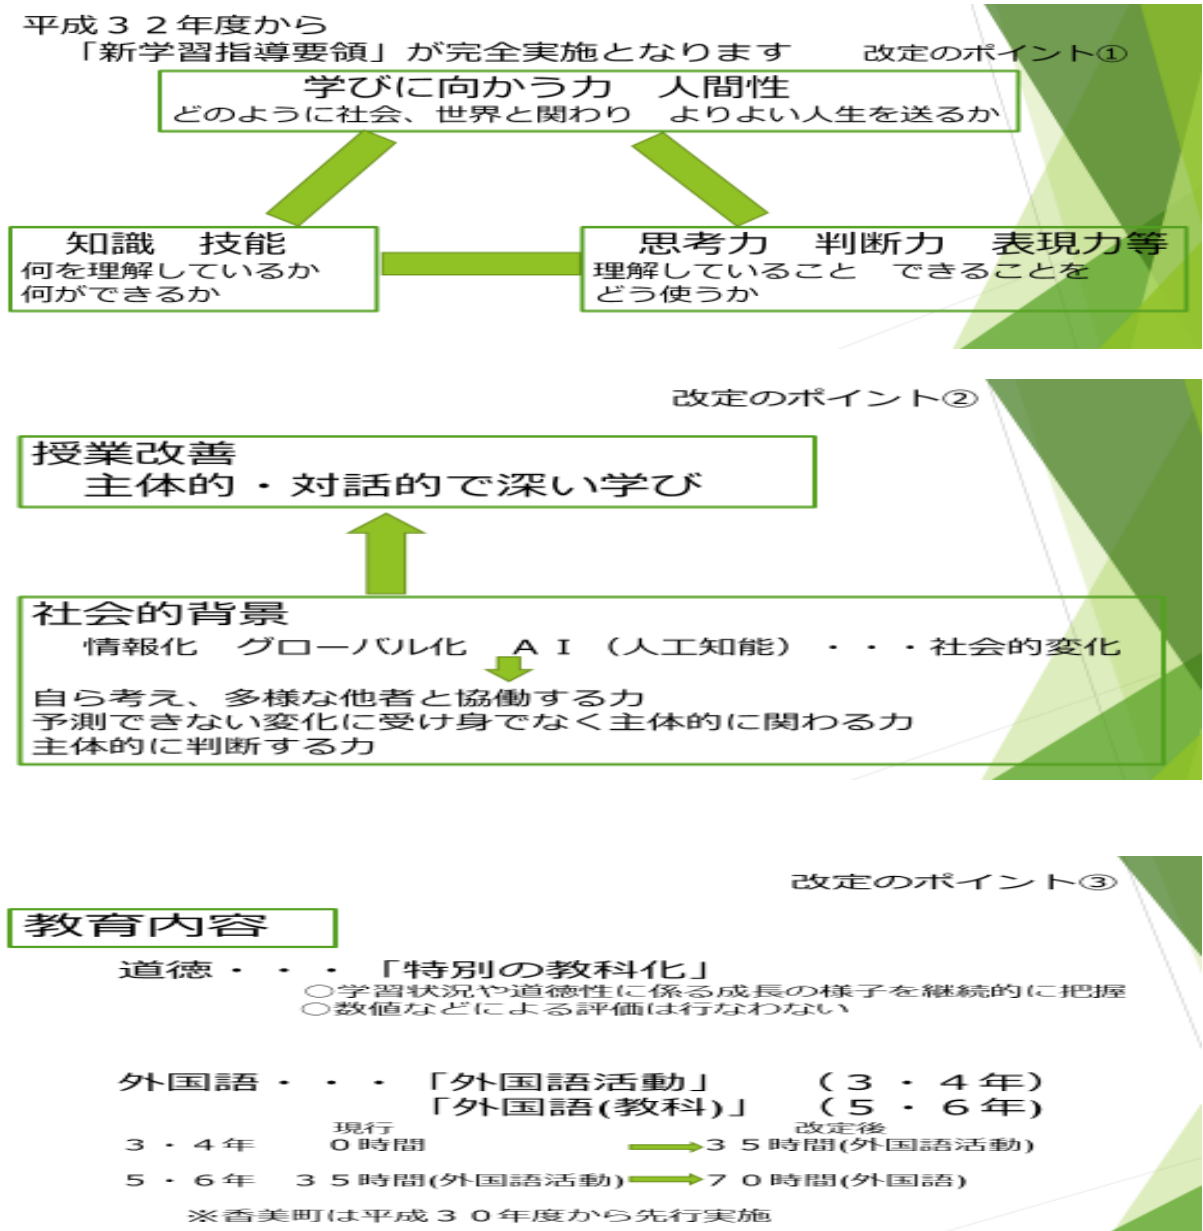 平成３２年度から
「新学習指導要領」が完全実施となります　改定のポイント①
学びに向かう力　人間性
どのように社会、世界と関わり　よりよい人生を送るか
知識　技能
何を理解しているか
何ができるか
思考力　判断力　表現力等
理解していること　できることを
どう使うか
改定のポイント②
授業改善
主体的・対話的で深い学び
社会的背景
情報化　グローバル化　ＡＩ（人工知能）・・・社会的変化
自ら考え、多様な他者と協働する力
予測できない変化に受け身でなく主体的に関わる力
主体的に判断する力
改定のポイント③
教育内容
道徳・・・「特別の教科化」
○学習状況や道徳性に係る成長の様子を継続的に把握
○数値などによる評価は行なわない
外国語・・・「外国語活動」　（３・４年）
「外国語(教科)」　（５・６年)
現行　改定後
３・４年　０時間　３５時間(外国語活動)
５・６年　３５時間(外国語活動)　７０時間(外国語)
※香美町は平成３０年度から先行実施